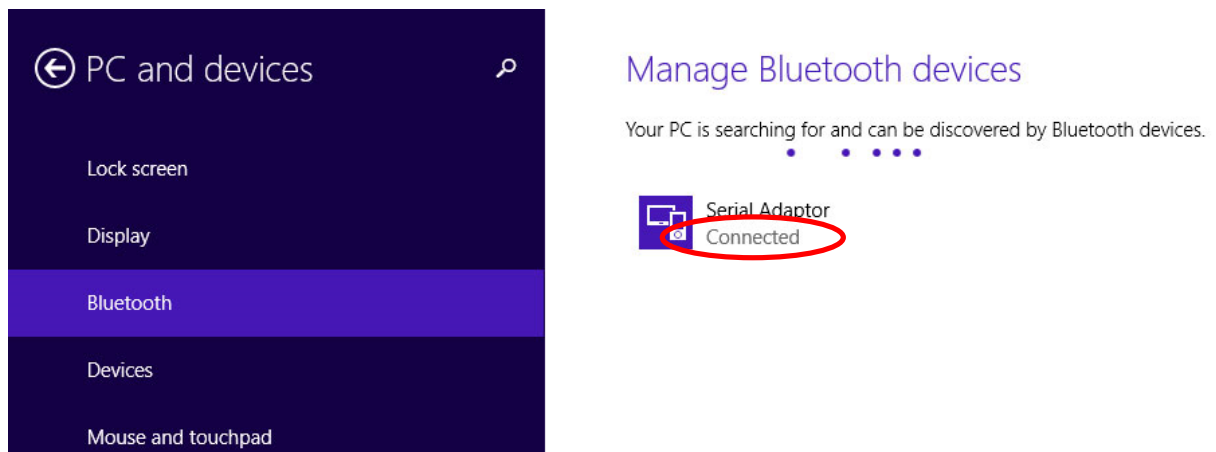 PC and devices
Lock screen
Display
Bluetooth
Devices
Mouse and touchpad
Manage Bluetooth devices
Your PC is searching for and can be discovered by Bluetooth devices.
Serial Adaptor
Connected